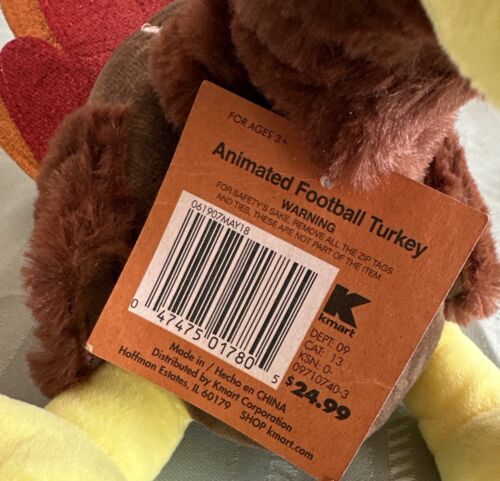 FOR AGES 3+
Animated Football Turkey
WARNING
FOR SAFETY'S SAKE, REMOVE ALL THE ZIP TAGS
AND TIES, THESE ARE NOT PART OF THE ITEM.
061907MAY18
0 47475 01780 5
K
kmart
DEPT: 09
CAT: 13
KSN: 0-
09710740-3
$24.99
Made in / Hecho en CHINA
Distributed by Kmart Corporation
Hoffman Estates, IL 60179
SHOP kmart.com